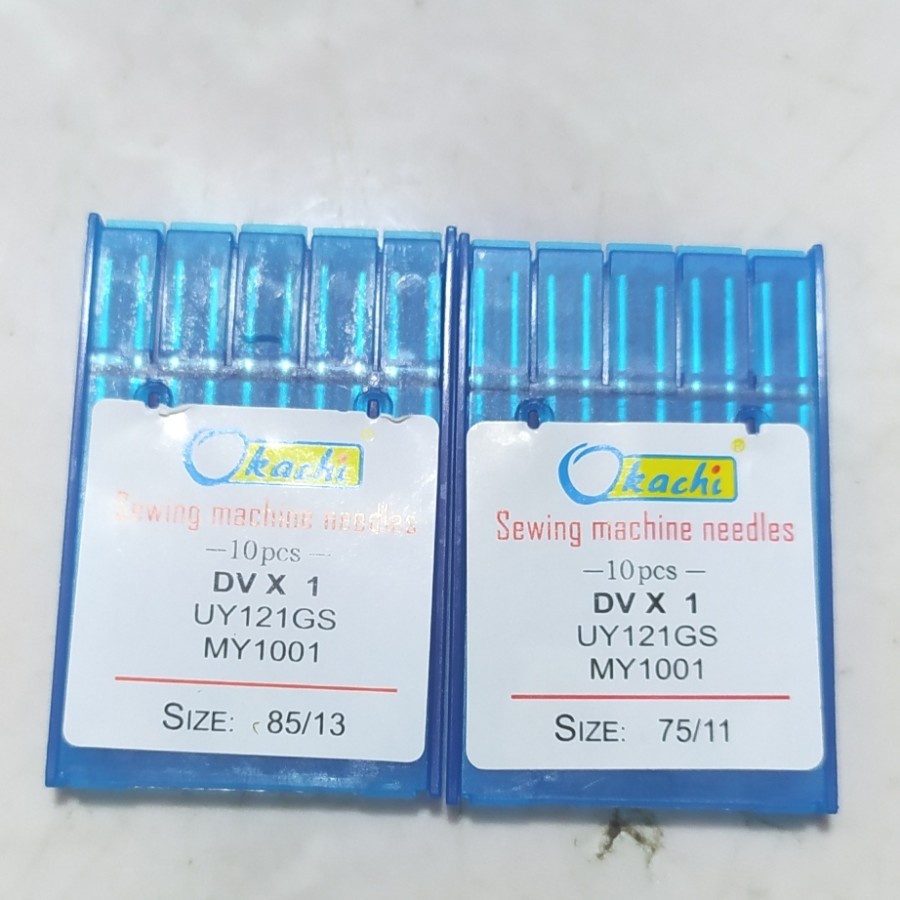 Okachi ®
Sewing machine needles
—10pcs—
DV X 1
UY121GS
MY1001
SIZE: 85/13
Okachi ®
Sewing machine needles
—10pcs—
DV X 1
UY121GS
MY1001
SIZE: 75/11